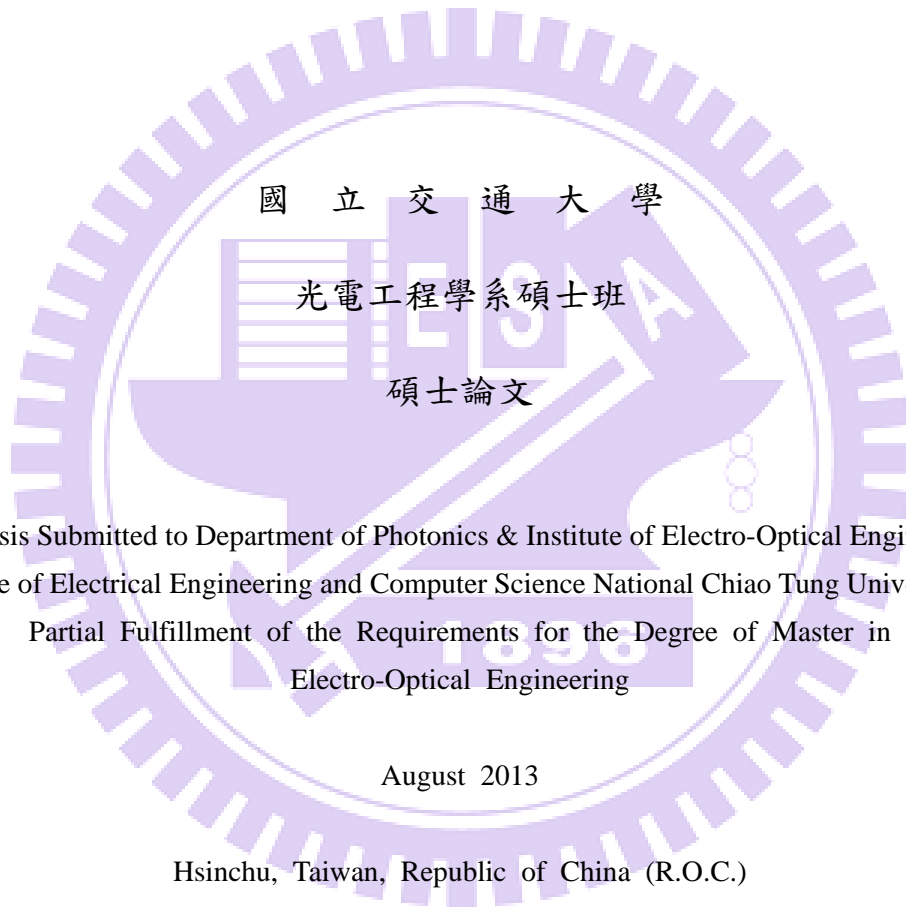 國 立 交 通 大 學
光電工程學系碩士班
碩士論文
E S A
sis Submitted to Department of Photonics & Institute of Electro-Optical Engi
e of Electrical Engineering and Computer Science National Chiao Tung Unive
Partial Fulfillment of the Requirements for the Degree of Master in
1896
Electro-Optical Engineering
August 2013
Hsinchu, Taiwan, Republic of China (R.O.C.)